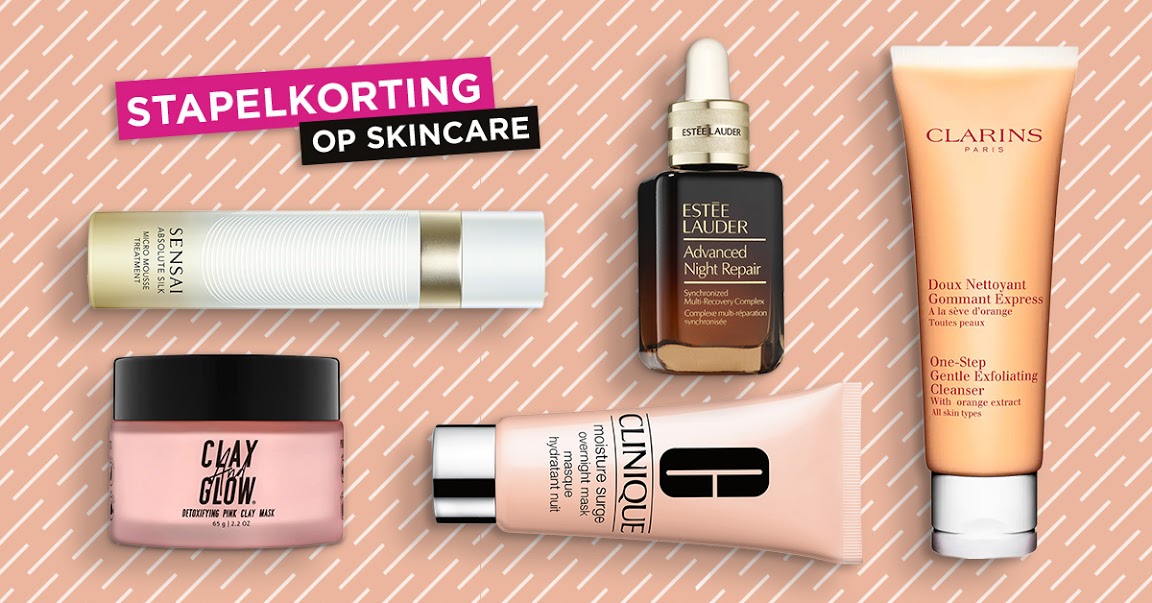 STAPELKORTING
OP SKINCARE
SENSAI
ABSOLUTE SILK
MICRO MOUSSE
TREATMENT
ESTĒE LAUDER
ESTĒE
LAUDER
Advanced
Night Repair
Synchronized
Multi-Recovery Complex
Complexe multi-réparation
synchronisée
CLARINS
PARIS
Doux Nettoyant
Gommant Express
A la sève d'orange
Toutes peaux
One-Step
Gentle Exfoliating
Cleanser
With orange extract
All skin types
CLAY
And
GLOW®
DETOXIFYING PINK CLAY MASK
65 g | 2.2 OZ
CLINIQUE
moisture surge
overnight mask
masque
hydratant nuit